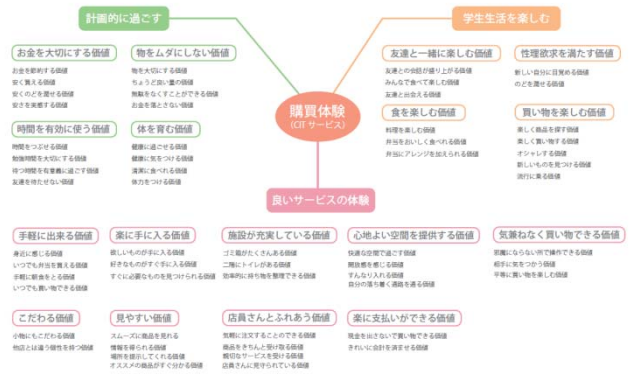 計画的に過ごす
学生生活を楽しむ
お金を大切にする価値
お金を節約する価値
安く買える価値
安くのどを潤せる価値
安さを実感する価値
物をムダにしない価値
物を大切にする価値
ちょうど良い量の価値
無駄をなくすことができる価値
お金を落とさない価値
時間を有効に使う価値
時間をつぶせる価値
勉強時間を大切にする価値
待つ時間を有意義に過ごす価値
友達を待たせない価値
体を育む価値
健康に過ごせる価値
健康に気をつける価値
清潔に食べれる価値
体力をつける価値
購買体験
(CITサービス)
友達と一緒に楽しむ価値
友達との会話が盛り上がる価値
みんなで食べて楽しむ価値
友達と出会える価値
性理欲求を満たす価値
新しい自分に目覚める価値
のどを潤せる価値
食を楽しむ価値
料理を楽しむ価値
弁当をおいしく食べれる価値
弁当にアレンジを加えられる価値
買い物を楽しむ価値
楽しく商品を探す価値
楽しく買い物する価値
オシャレする価値
新しいものを見つける価値
流行に乗る価値
良いサービスの体験
手軽に出来る価値
身近に感じる価値
いつでも弁当を買える価値
手軽に朝食をとる価値
いつでも買い物できる価値
楽に手に入る価値
欲しいものが手に入る価値
好きなものがすぐ手に入る価値
すぐに必要なものを見つけられる価値
施設が充実している価値
ゴミ箱がたくさんある価値
二階にトイレがある価値
効率的に持ち物を整理できる価値
心地よい空間を提供する価値
快適な空間で過ごす価値
開放感を感じる価値
すんなり入れる価値
自分の落ち着く通路を通る価値
気兼ねなく買い物できる価値
邪魔にならない所で操作できる価値
相手に気をつかう価値
平等に買い物を楽しむ価値
こだわる価値
小物にもこだわる価値
他店とは違う個性を持つ価値
見やすい価値
スムーズに商品を見れる
情報を得られる価値
場所を提示してくれる価値
オススメの商品がすぐ分かる価値
店員さんとふれあう価値
気軽に注文することのできる価値
商品をきちんと受け取る価値
親切なサービスを受ける価値
店員さんに見守られている価値
楽に支払いができる価値
現金を出さないで買い物できる価値
きれいに会計を済ませる価値